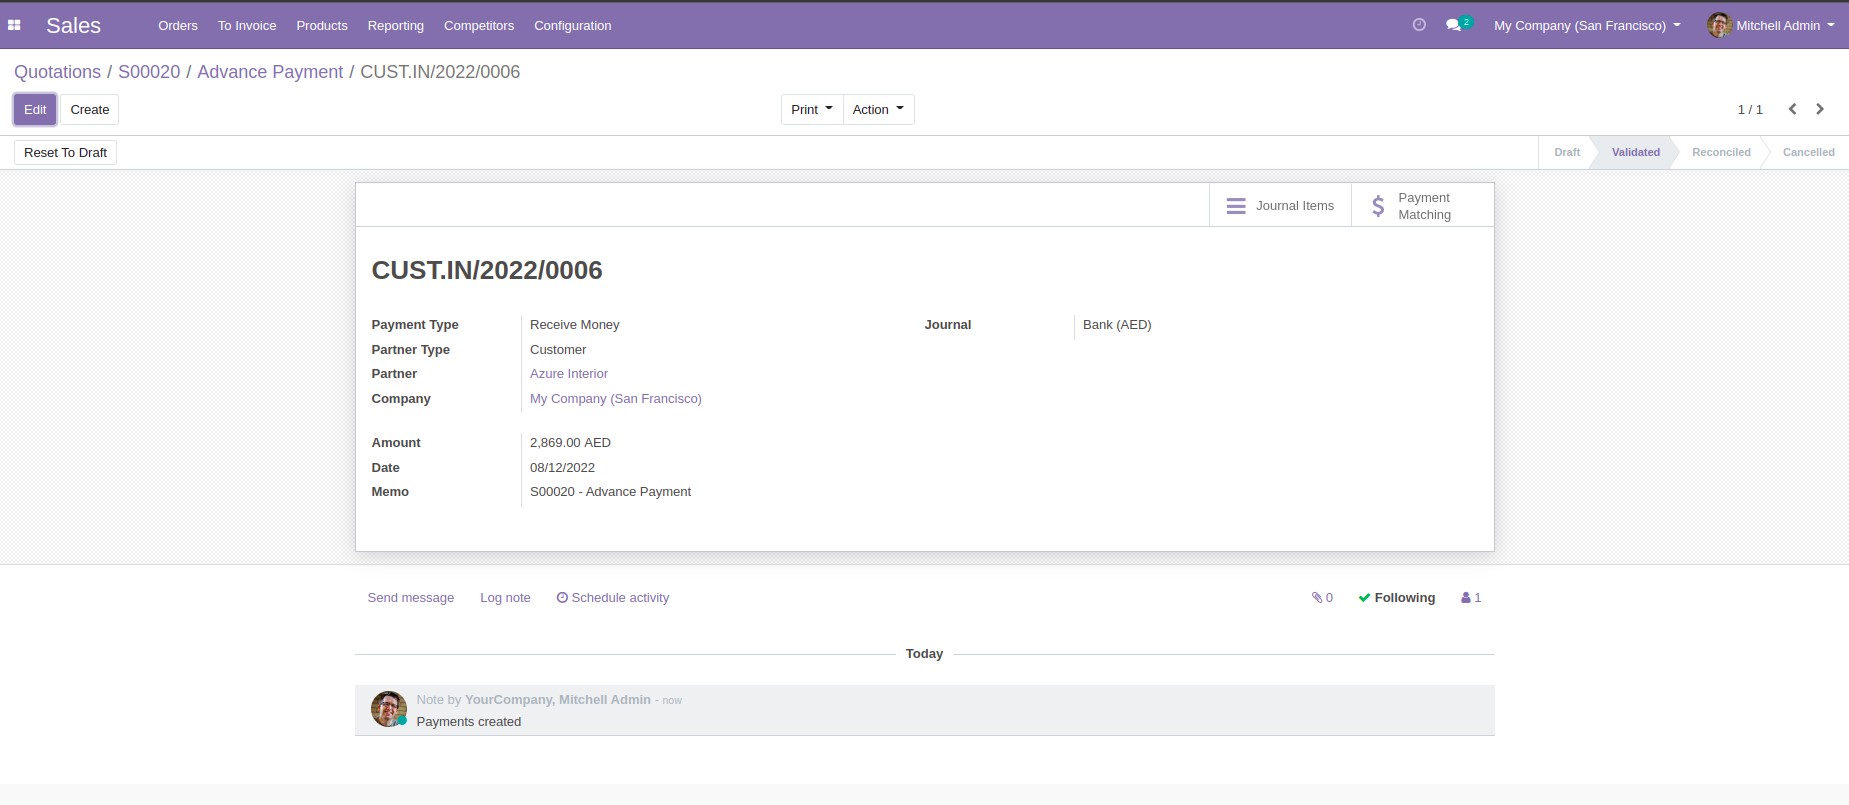 Sales Orders To Invoice Products Reporting Competitors Configuration 2 My Company (San Francisco) Mitchell Admin
Quotations / S00020 / Advance Payment / CUST.IN/2022/0006
Edit Create Print Action 1 / 1
Reset To Draft Draft Validated Reconciled Cancelled
Journal Items $ Payment Matching
CUST.IN/2022/0006
Payment Type Receive Money Journal Bank (AED)
Partner Type Customer
Partner Azure Interior
Company My Company (San Francisco)
Amount 2,869.00 AED
Date 08/12/2022
Memo S00020 - Advance Payment
Send message Log note Schedule activity 0 Following 1
Today
Note by YourCompany, Mitchell Admin - now
Payments created